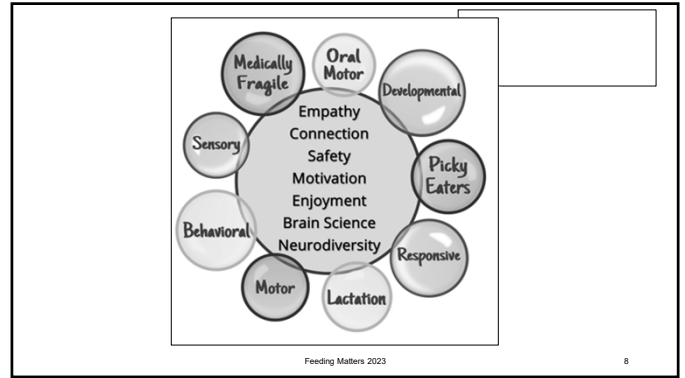 Medically
Fragile
Oral
Motor
Developmental
Sensory
Picky
Eaters
Behavioral
Responsive
Motor
Lactation
Empathy
Connection
Safety
Motivation
Enjoyment
Brain Science
Neurodiversity
Feeding Matters 2023
8